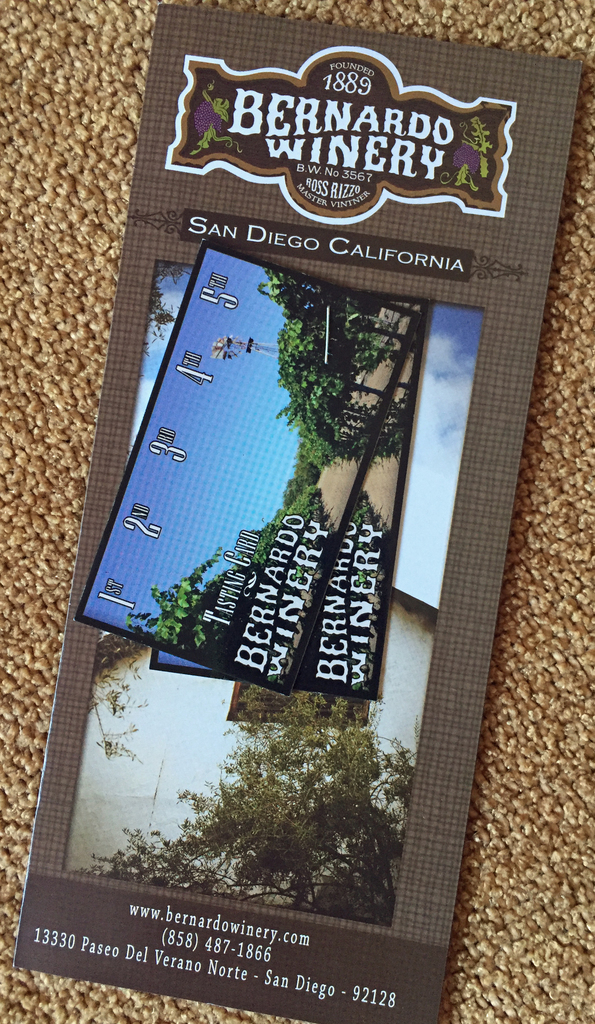 FOUNDED
1889
BERNARDO
WINERY
B.W. No 3567
ROSS RIZZO
MASTER VINTNER
SAN DIEGO CALIFORNIA
1ST 2ND 3RD 4TH 5TH
TASTING CARD
BERNARDO
WINERY
BERNARDO
WINERY
www.bernardowinery.com
(858) 487-1866
13330 Paseo Del Verano Norte - San Diego - 92128